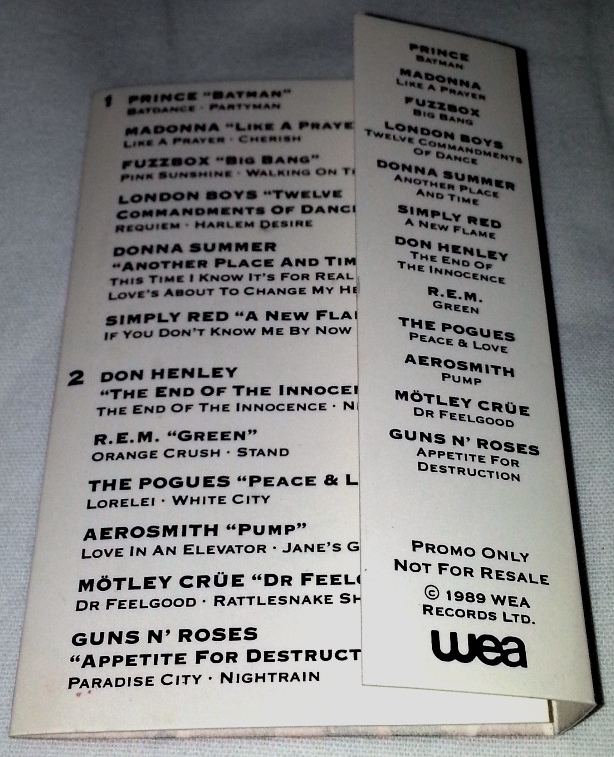 1 PRINCE "BATMAN"
BATDANCE · PARTYMAN
MADONNA "LIKE A PRAYE
LIKE A PRAYER · CHERISH
FUZZBOX "BIG BANG"
PINK SUNSHINE · WALKING ON T
LONDON BOYS "TWELVE
COMMANDMENTS OF DANC
REQUIEM · HARLEM DESIRE
DONNA SUMMER
"ANOTHER PLACE AND TIM
THIS TIME I KNOW IT'S FOR REAL
LOVE'S ABOUT TO CHANGE MY HE
SIMPLY RED "A NEW FLA
IF YOU DON'T KNOW ME BY NOW
2 DON HENLEY
"THE END OF THE INNOCE
THE END OF THE INNOCENCE · N
R.E.M. "GREEN"
ORANGE CRUSH · STAND
THE POGUES "PEACE & L
LORELEI · WHITE CITY
AEROSMITH "PUMP"
LOVE IN AN ELEVATOR · JANE'S G
MÖTLEY CRÜE "DR FEEL
DR FEELGOOD · RATTLESNAKE SH
GUNS N' ROSES
"APPETITE FOR DESTRUCT
PARADISE CITY · NIGHTRAIN
PRINCE
BATMAN
MADONNA
LIKE A PRAYER
FUZZBOX
BIG BANG
LONDON BOYS
TWELVE COMMANDMENTS
OF DANCE
DONNA SUMMER
ANOTHER PLACE
AND TIME
SIMPLY RED
A NEW FLAME
DON HENLEY
THE END OF
THE INNOCENCE
R.E.M.
GREEN
THE POGUES
PEACE & LOVE
AEROSMITH
PUMP
MÖTLEY CRÜE
DR FEELGOOD
GUNS N' ROSES
APPETITE FOR
DESTRUCTION
PROMO ONLY
NOT FOR RESALE
© 1989 WEA
RECORDS LTD.
wea